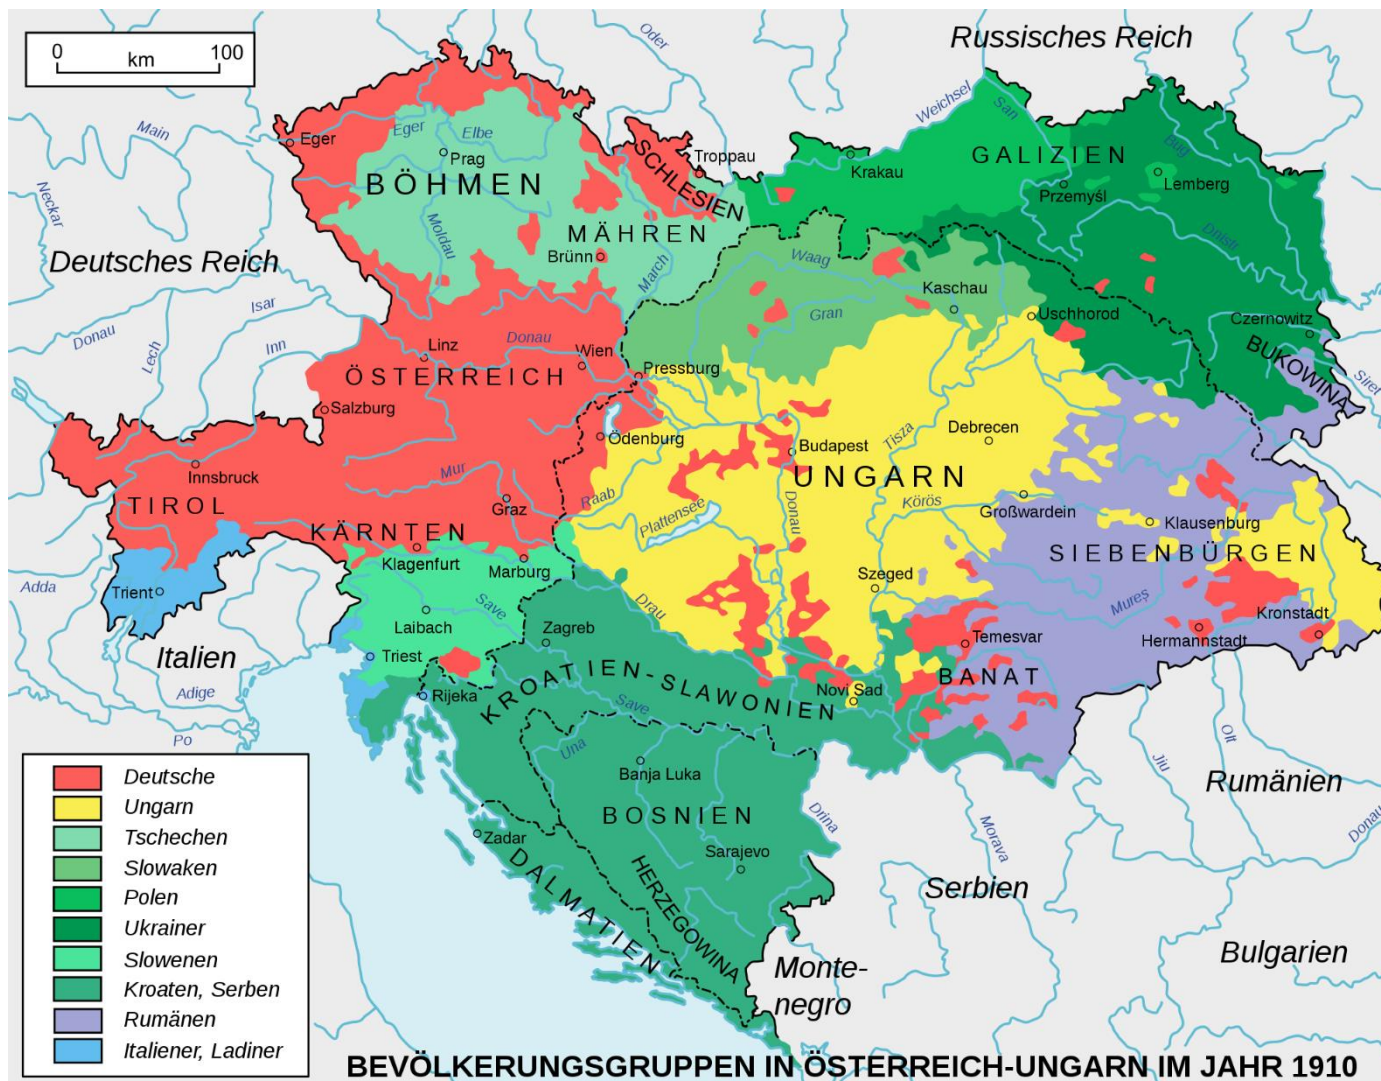 0 100
km
Russisches Reich
Oder
Weichsel
San
Bug
Main
Eger
Eger
Elbe
Prag
Troppau
SCHLESIEN
Krakau
GALIZIEN
Przemyśl
Lemberg
Neckar
BÖHMEN
Moldau
MÄHREN
Brünn
March
Dnistr
Deutsches Reich
Waag
Kaschau
Gran
Uschhorod
Czernowitz
BUKOWINA
Siret
Donau
Lech
Isar
Inn
Linz
Donau
Wien
ÖSTERREICH
Pressburg
Salzburg
Ödenburg
Budapest
Tisza
Debrecen
UNGARN
Innsbruck
Mur
Graz
Raab
Plattensee
Donau
Körös
Großwardein
Klausenburg
TIROL
KÄRNTEN
SIEBENBÜRGEN
Klagenfurt
Marburg
Adda
Trient
Save
Drau
Szeged
Mureș
Kronstadt
Laibach
Zagreb
Temesvar
Hermannstadt
Italien
Triest
BANAT
Adige
Rijeka
KROATIEN-SLAWONIEN
Novi Sad
Save
Po
Una
Banja Luka
Jiu
Olt
Rumänien
BOSNIEN
Drina
Morava
Donau
Zadar
Sarajevo
DALMATIEN
HERZEGOWINA
Serbien
Bulgarien
Monte-
negro
Deutsche
Ungarn
Tschechen
Slowaken
Polen
Ukrainer
Slowenen
Kroaten, Serben
Rumänen
Italiener, Ladiner
BEVÖLKERUNGSGRUPPEN IN ÖSTERREICH-UNGARN IM JAHR 1910